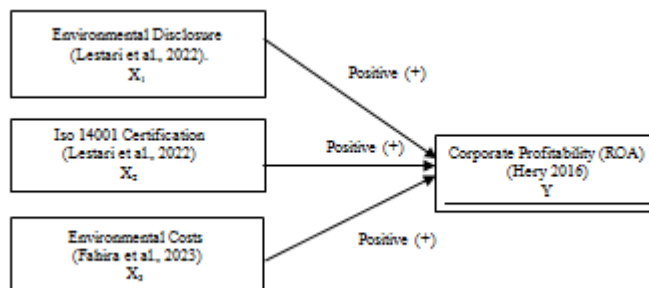 Environmental Disclosure
(Lestari et al., 2022).
X₁
Positive (+)
Iso 14001 Certification
(Lestari et al., 2022)
X₂
Positive (+)
Corporate Profitability (ROA)
(Hery 2016)
Y
Environmental Costs
(Fahira et al., 2023)
X₃
Positive (+)